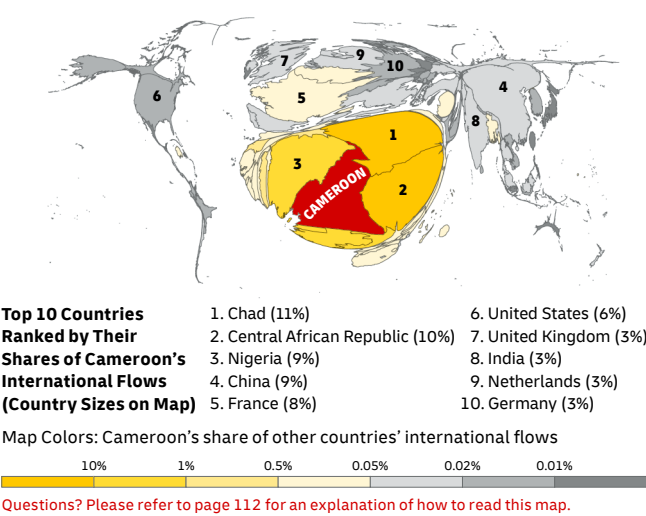 7
9
10
4
6
5
8
1
3
2
CAMEROON
Top 10 Countries
Ranked by Their
Shares of Cameroon's
International Flows
(Country Sizes on Map)
1. Chad (11%)
2. Central African Republic (10%)
3. Nigeria (9%)
4. China (9%)
5. France (8%)
6. United States (6%)
7. United Kingdom (3%)
8. India (3%)
9. Netherlands (3%)
10. Germany (3%)
Map Colors: Cameroon's share of other countries' international flows
10% 1% 0.5% 0.05% 0.02% 0.01%
Questions? Please refer to page 112 for an explanation of how to read this map.